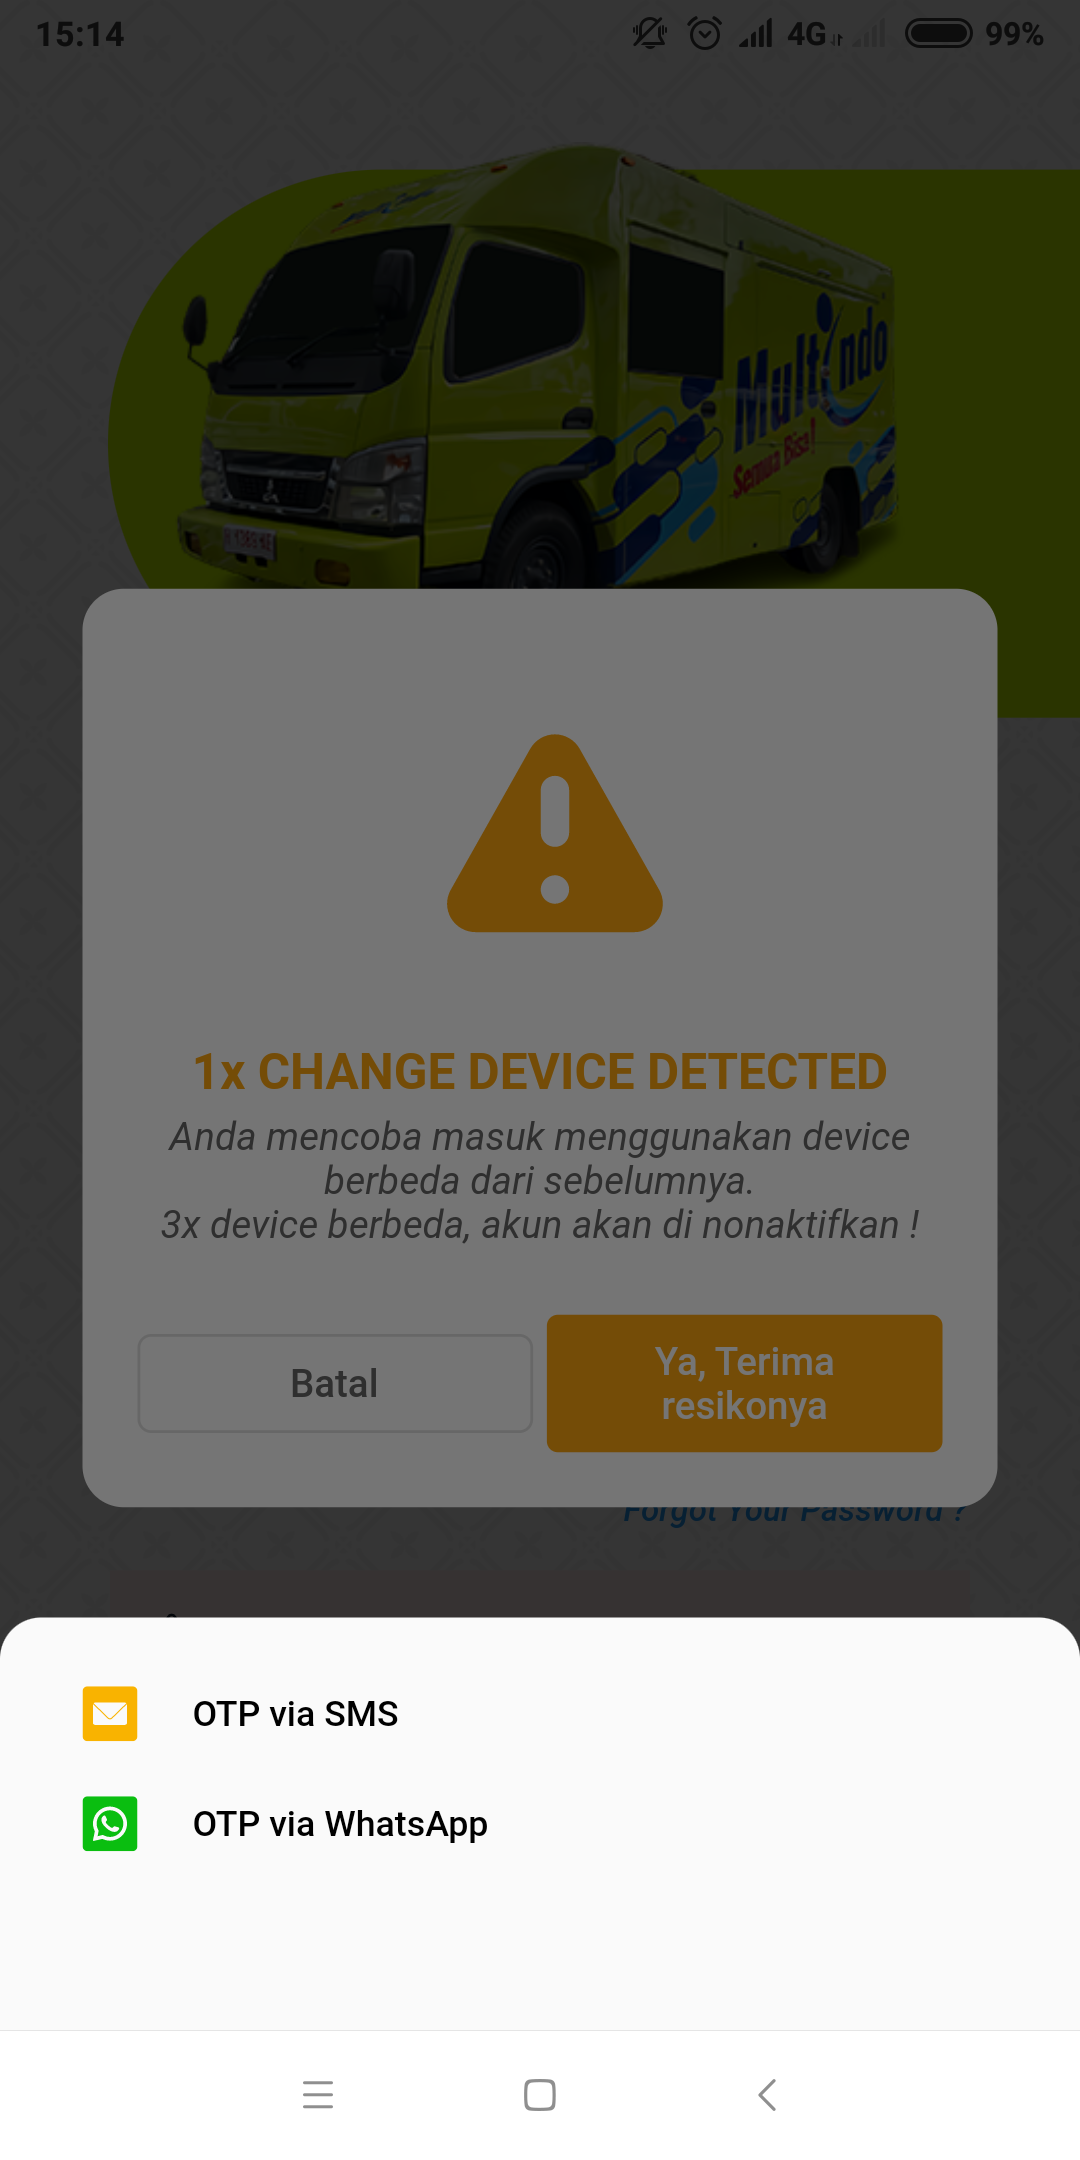 15:14
4G
99%
Multindo
Semua Bisa!
1x CHANGE DEVICE DETECTED
Anda mencoba masuk menggunakan device
berbeda dari sebelumnya.
3x device berbeda, akun akan di nonaktifkan !
Batal
Ya, Terima
resikonya
Forgot Your Password ?
OTP via SMS
OTP via WhatsApp